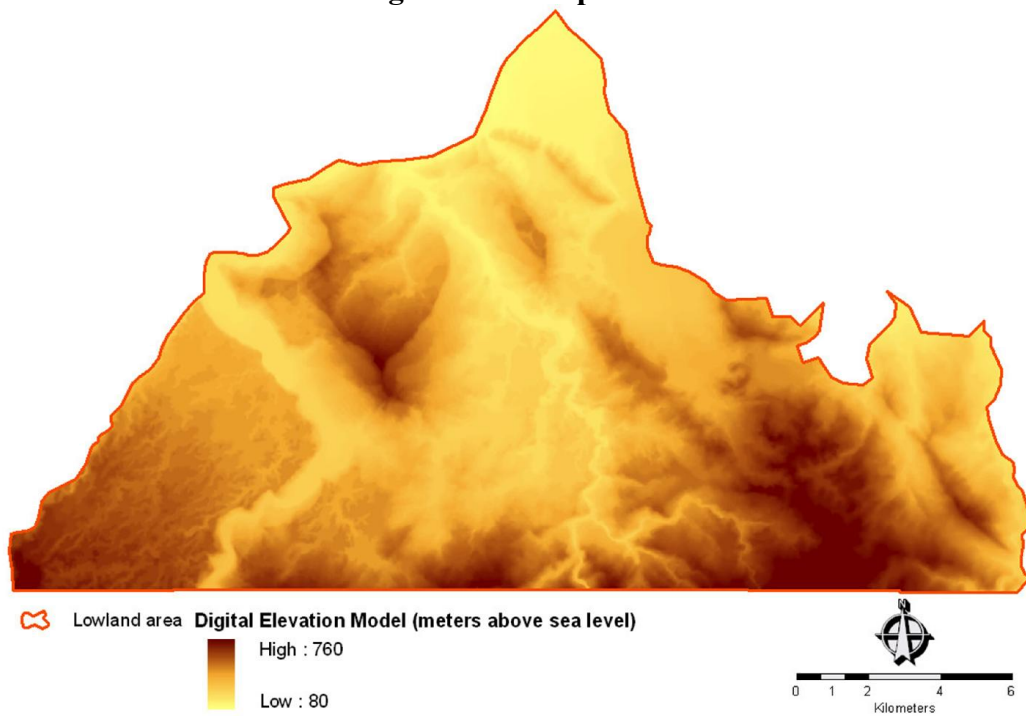 Lowland area Digital Elevation Model (meters above sea level)
High : 760
Low : 80
N
0 1 2 4 6
Kilometers